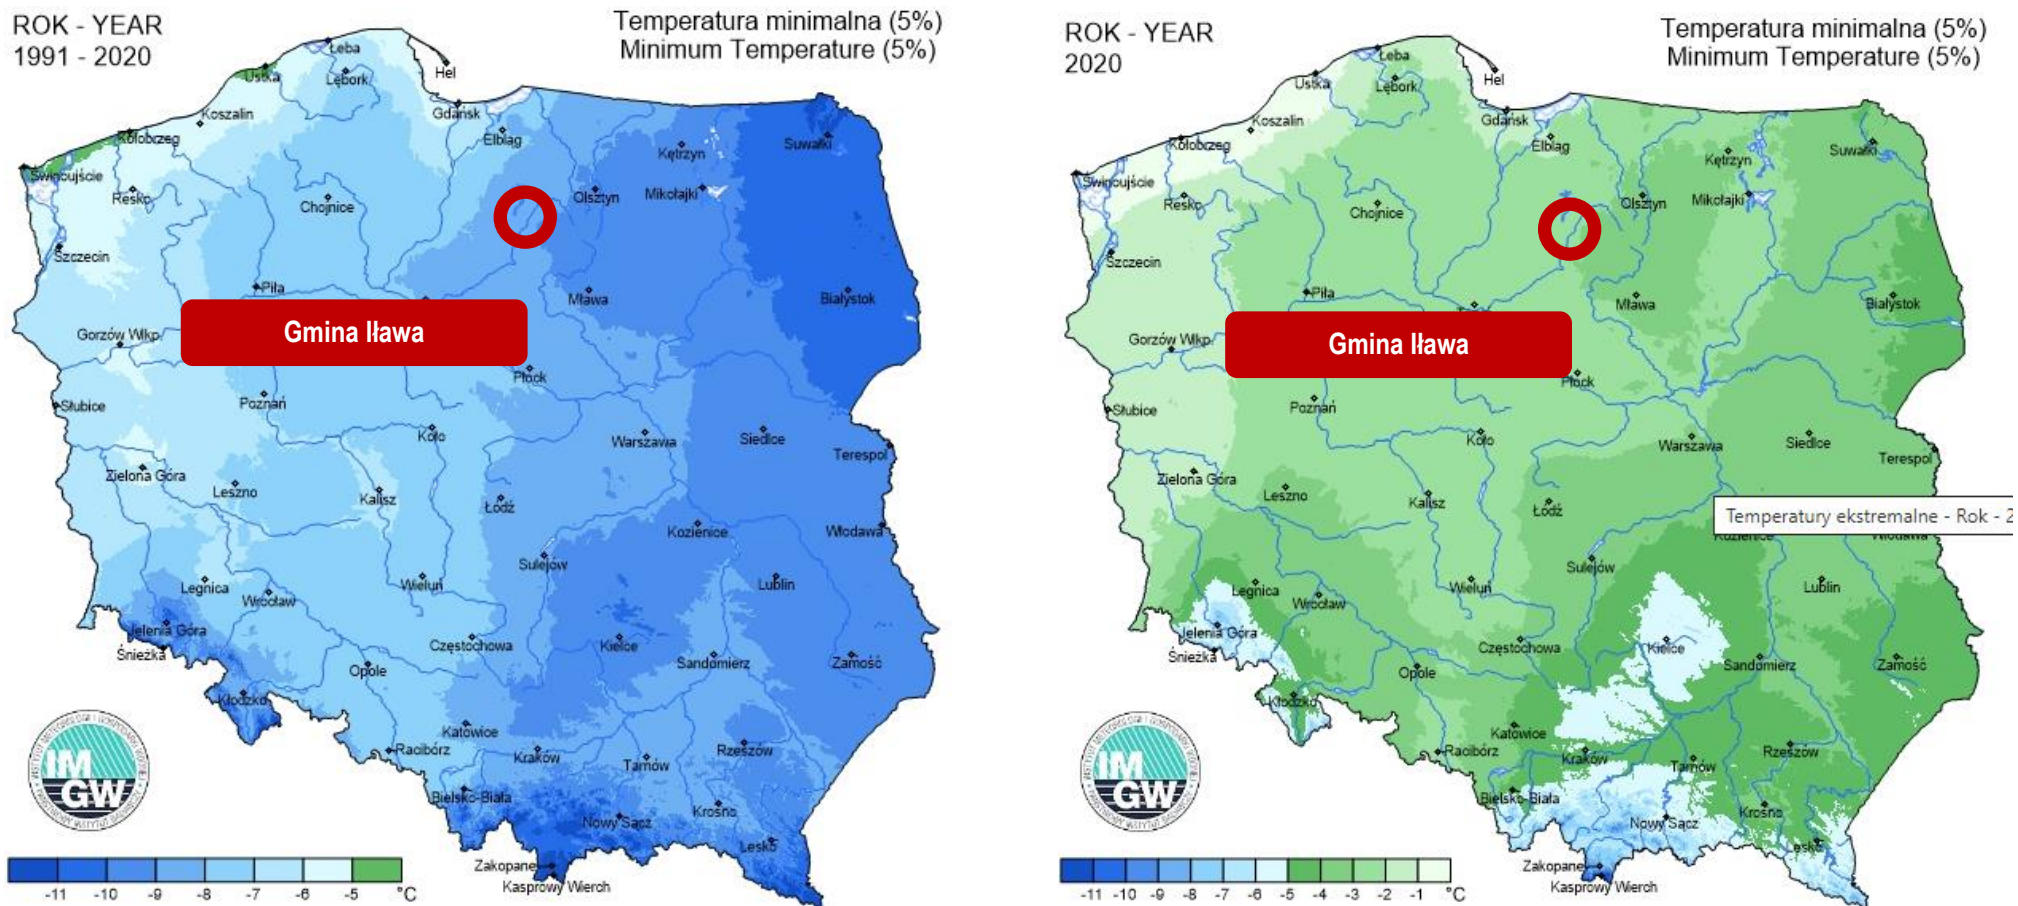 ROK - YEAR
1991 - 2020
Temperatura minimalna (5%)
Minimum Temperature (5%)
Łeba
Ustka
Lębork
Hel
Koszalin
Gdańsk
Kołobrzeg
Elbląg
Suwałki
Kętrzyn
Świnoujście
Resko
Chojnice
Olsztyn
Mikołajki
Szczecin
Piła
Mława
Białystok
Gorzów Wlkp.
Gmina Iława
Płock
Słubice
Poznań
Koło
Warszawa
Siedlce
Terespol
Zielona Góra
Leszno
Kalisz
Łódź
Kozienice
Włodawa
Sulejów
Legnica
Wrocław
Wieluń
Lublin
Jelenia Góra
Śnieżka
Częstochowa
Kielce
Sandomierz
Zamość
Opole
Kłodzko
Katowice
Racibórz
Kraków
Tarnów
Rzeszów
Bielsko-Biała
Nowy Sącz
Krosno
Lesko
Zakopane
Kasprowy Wierch
IM
GW
-11 -10 -9 -8 -7 -6 -5 °C
ROK - YEAR
2020
Temperatura minimalna (5%)
Minimum Temperature (5%)
Łeba
Ustka
Lębork
Hel
Koszalin
Gdańsk
Kołobrzeg
Elbląg
Suwałki
Kętrzyn
Świnoujście
Resko
Chojnice
Olsztyn
Mikołajki
Szczecin
Piła
Mława
Białystok
Gorzów Wlkp.
Gmina Iława
Płock
Słubice
Poznań
Koło
Warszawa
Siedlce
Terespol
Zielona Góra
Leszno
Kalisz
Łódź
Temperatury ekstremalne - Rok - 2
Kozienice
Włodawa
Sulejów
Legnica
Wrocław
Wieluń
Lublin
Jelenia Góra
Śnieżka
Częstochowa
Kielce
Sandomierz
Zamość
Opole
Kłodzko
Katowice
Racibórz
Kraków
Tarnów
Rzeszów
Bielsko-Biała
Nowy Sącz
Krosno
Lesko
Zakopane
Kasprowy Wierch
IM
GW
-11 -10 -9 -8 -7 -6 -5 -4 -3 -2 -1 °C